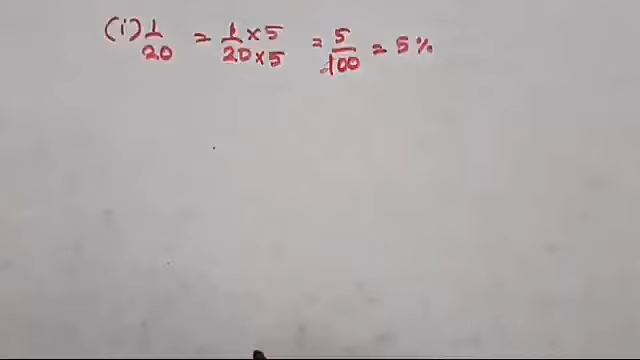 (i) 1/20 = 1×5/20×5 = 5/100 = 5%